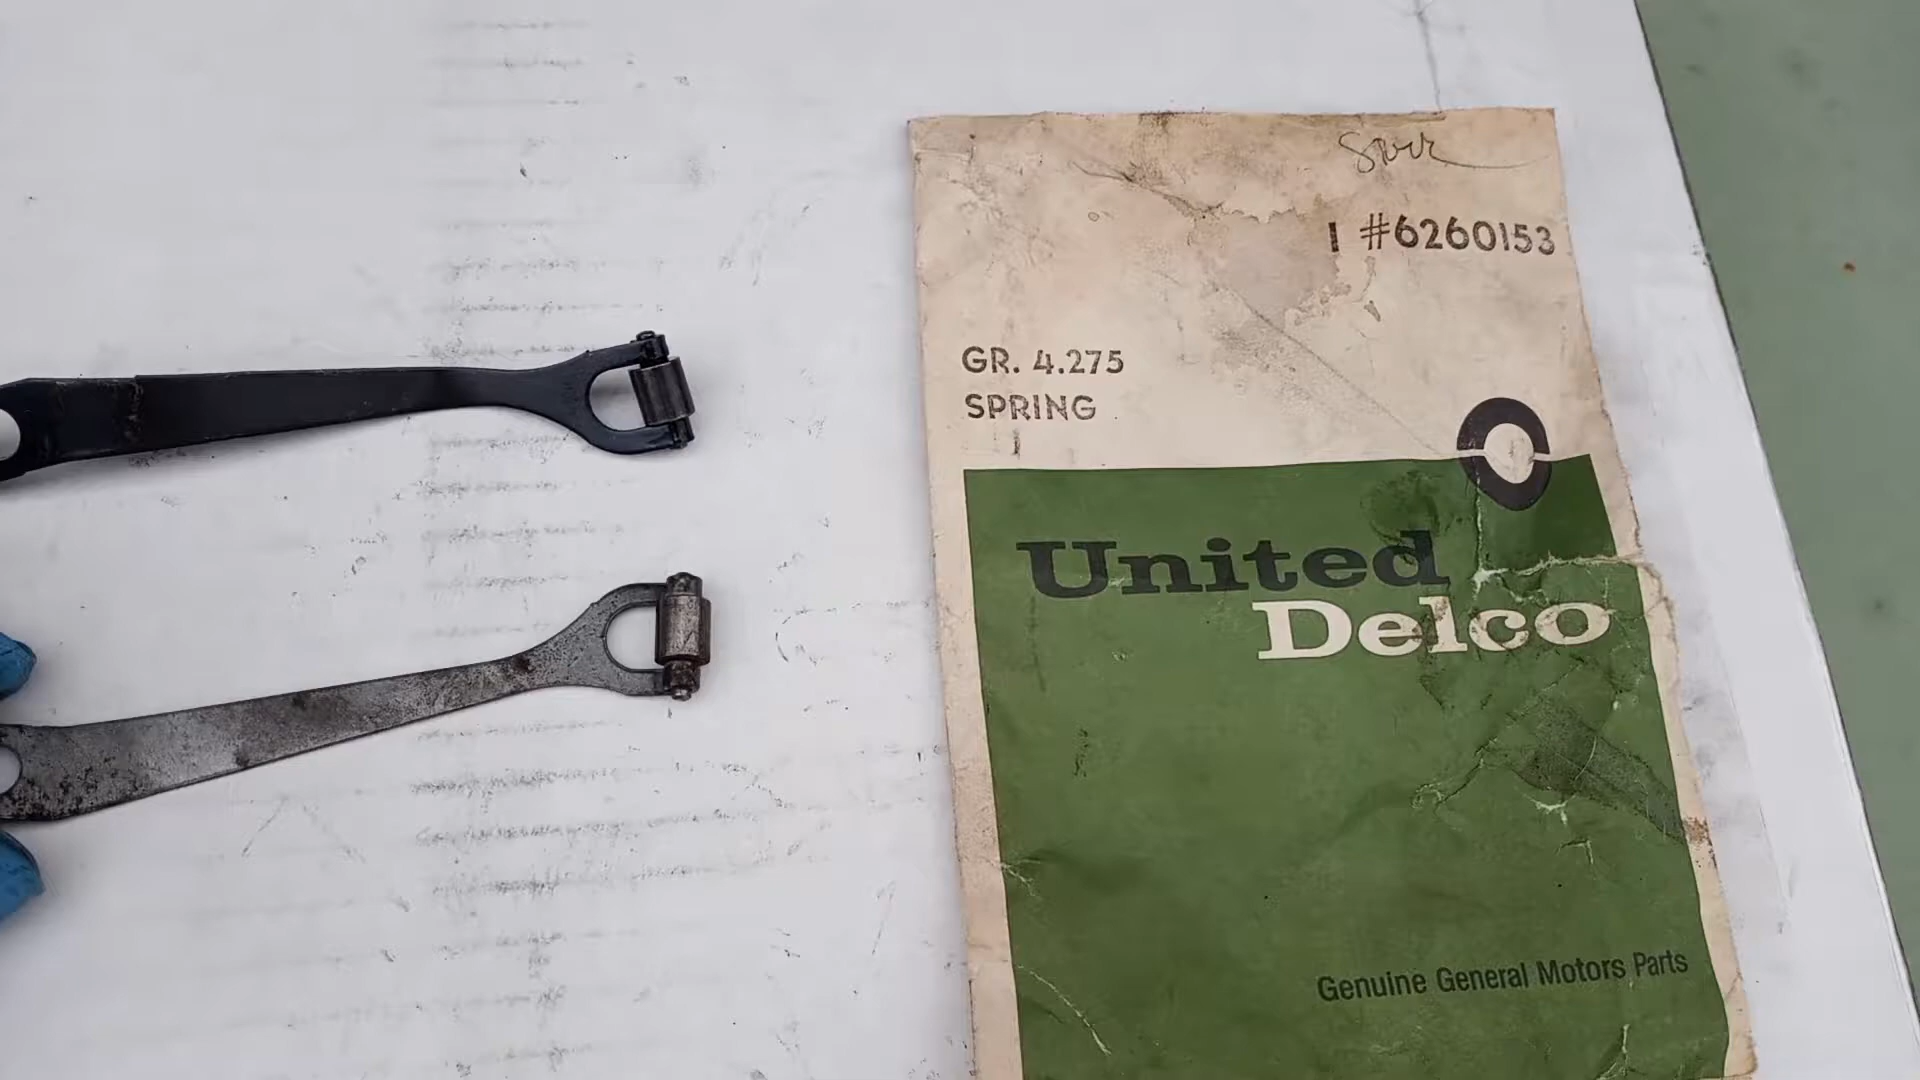 1 #6260153
GR. 4.275
SPRING
United
Delco
Genuine General Motors Parts